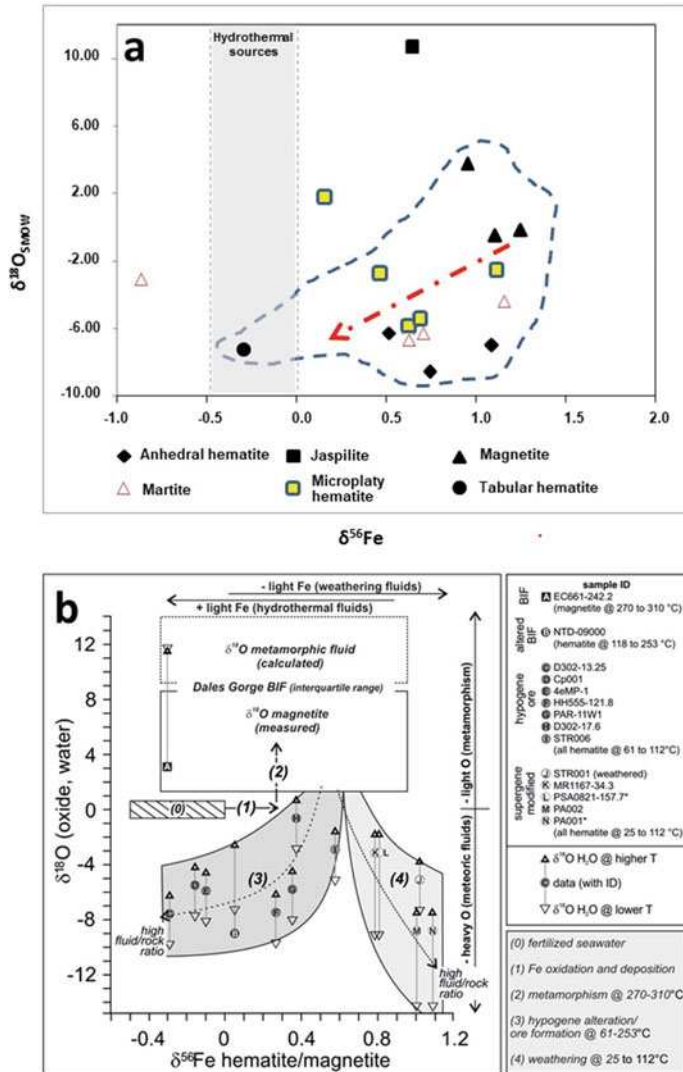 a
Hydrothermal
sources
10.00
6.00
2.00
-2.00
-6.00
-10.00
δ¹⁸O SMOW
-1.0 -0.5 0.0 0.5 1.0 1.5 2.0
Anhedral hematite
Jaspilite
Magnetite
Martite
Microplaty
hematite
Tabular hematite
δ⁵⁶Fe
b
- light Fe (weathering fluids)
+ light Fe (hydrothermal fluids)
δ¹⁸O metamorphic fluid
(calculated)
Dales Gorge BIF (interquartile range)
δ¹⁸O magnetite
(measured)
(2)
(0)
(1)
(3)
(4)
K L
M N
high
fluid/rock
ratio
high
fluid/rock
ratio
12
8
4
0
-4
-8
-12
δ¹⁸O (oxide, water)
-0.4 0 0.4 0.8 1.2
δ⁵⁶Fe hematite/magnetite
- light O (metamorphism)
- heavy O (meteoric fluids)
sample ID
BIF
EC661-242.2
(magnetite @ 270 to 310 °C)
altered
BIF
NTD-09000
(hematite @ 118 to 253 °C)
hypogene
ore
D302-13.25
Cp001
4eMP-1
HH555-121.8
PAR-11W1
D302-17.6
STR006
(all hematite @ 61 to 112°C)
supergene
modified
STR001 (weathered)
K MR1167-34.3
L PSA0821-157.7*
M PA002
N PA001*
(all hematite @ 25 to 112 °C)
δ¹⁸O H₂O @ higher T
data (with ID)
δ¹⁸O H₂O @ lower T
(0) fertilized seawater
(1) Fe oxidation and deposition
(2) metamorphism @ 270-310°C
(3) hypogene alteration/
ore formation @ 61-253°C
(4) weathering @ 25 to 112°C